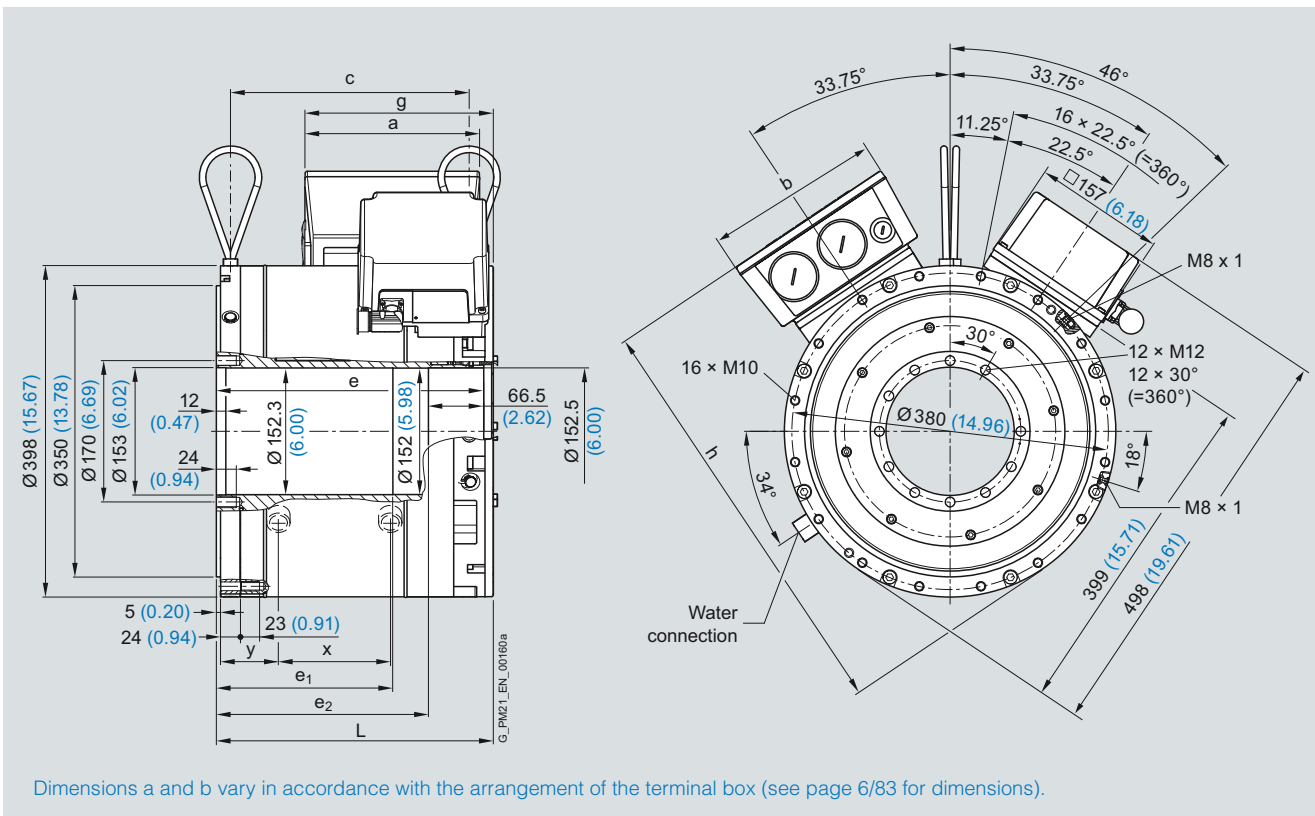 c
g
a
33.75°
46°
33.75°
11.25°
16 × 22.5° (=360°)
22.5°
□157 (6.18)
b
M8 x 1
30°
12 × M12
12 × 30°
(=360°)
16 × M10
Ø 380 (14.96)
h
34°
18°
M8 × 1
399 (15.71)
498 (19.61)
Water
connection
Ø 398 (15.67)
Ø 350 (13.78)
Ø 170 (6.69)
Ø 153 (6.02)
12
(0.47)
24
(0.94)
e
Ø 152.3
(6.00)
Ø 152 (5.98)
66.5
(2.62)
Ø 152.5
(6.00)
5 (0.20)
24 (0.94)
23 (0.91)
y
x
e1
e2
L
G_PM21_EN_00160a
Dimensions a and b vary in accordance with the arrangement of the terminal box (see page 6/83 for dimensions).